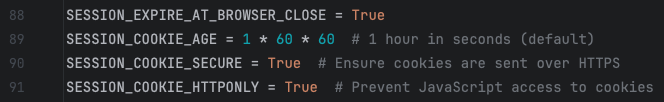 88 SESSION_EXPIRE_AT_BROWSER_CLOSE = True
89 SESSION_COOKIE_AGE = 1 * 60 * 60  # 1 hour in seconds (default)
90 SESSION_COOKIE_SECURE = True  # Ensure cookies are sent over HTTPS
91 SESSION_COOKIE_HTTPONLY = True  # Prevent JavaScript access to cookies